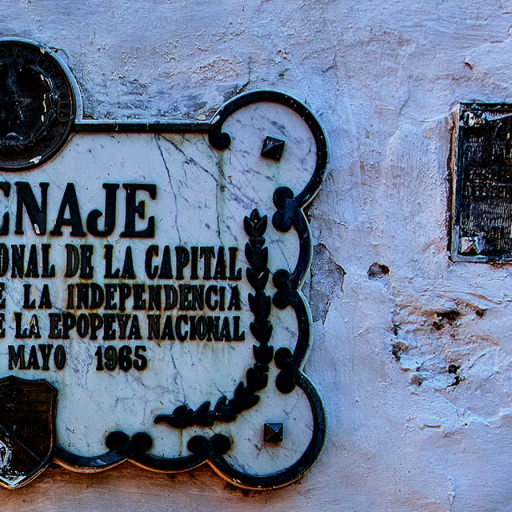 ENAJE
ONAL DE LA CAPITAL
E LA INDEPENDENCIA
E LA EPOPEYA NACIONAL
MAYO 1965